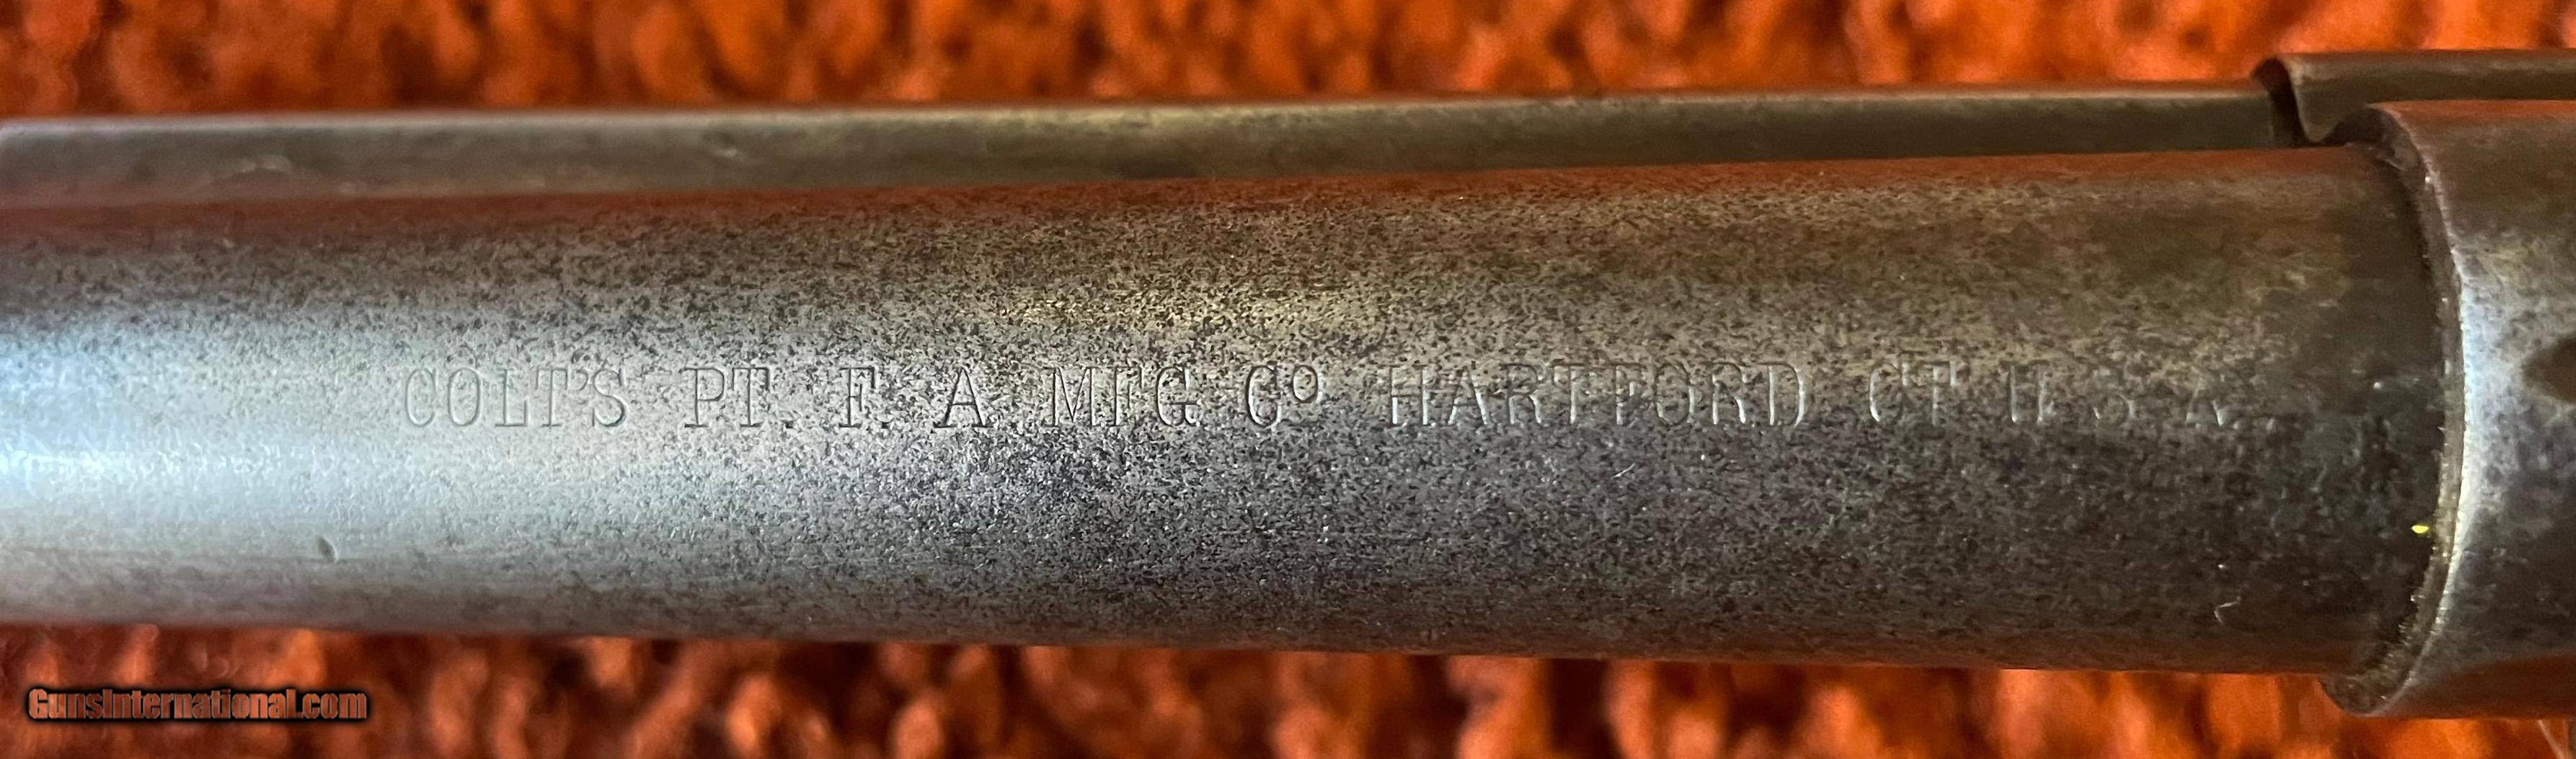 COLT'S PT. F. A. MFG. Cº HARTFORD CT. U.S.A.
GunsInternational.com